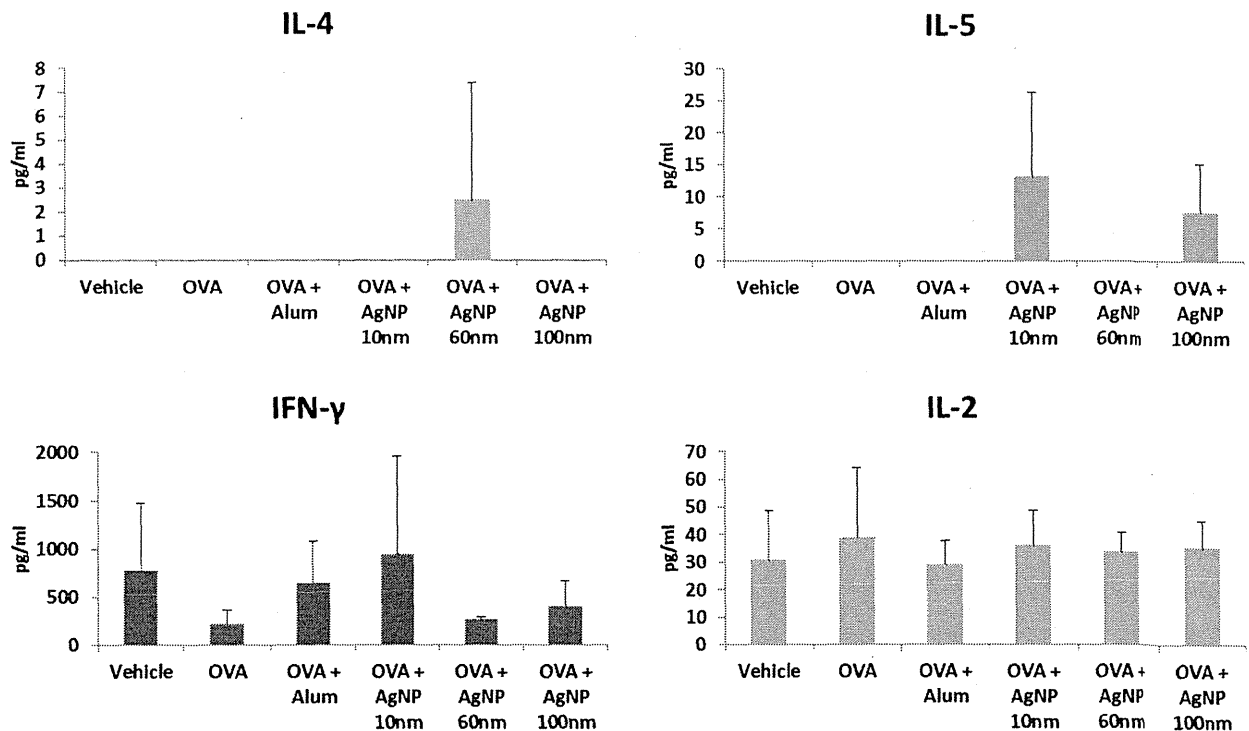 IL-4
8
7
6
5
4
3
2
1
0
pg/ml
Vehicle OVA OVA + OVA + OVA + OVA +
Alum AgNP AgNP AgNP
10nm 60nm 100nm
IL-5
30
25
20
15
10
5
0
pg/ml
Vehicle OVA OVA + OVA + OVA + OVA +
Alum AgNP AgNP AgNP
10nm 60nm 100nm
IFN-γ
2000
1500
1000
500
0
pg/ml
Vehicle OVA OVA + OVA + OVA + OVA +
Alum AgNP AgNP AgNP
10nm 60nm 100nm
IL-2
70
60
50
40
30
20
10
0
pg/ml
Vehicle OVA OVA + OVA + OVA + OVA +
Alum AgNP AgNP AgNP
10nm 60nm 100nm